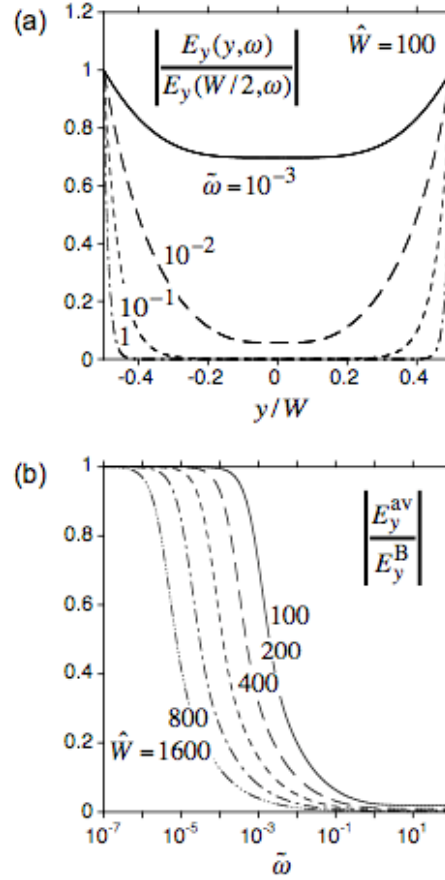 (a)
1.2
1
0.8
0.6
0.4
0.2
0
|E_y(y,ω)/E_y(W/2,ω)|
Ŵ = 100
ω̃ = 10⁻³
10⁻²
10⁻¹
1
-0.4 -0.2 0 0.2 0.4
y/W
(b)
1
0.8
0.6
0.4
0.2
0
|E_y^av/E_y^B|
100
200
400
800
Ŵ = 1600
10⁻⁷ 10⁻⁵ 10⁻³ 10⁻¹ 10¹
ω̃